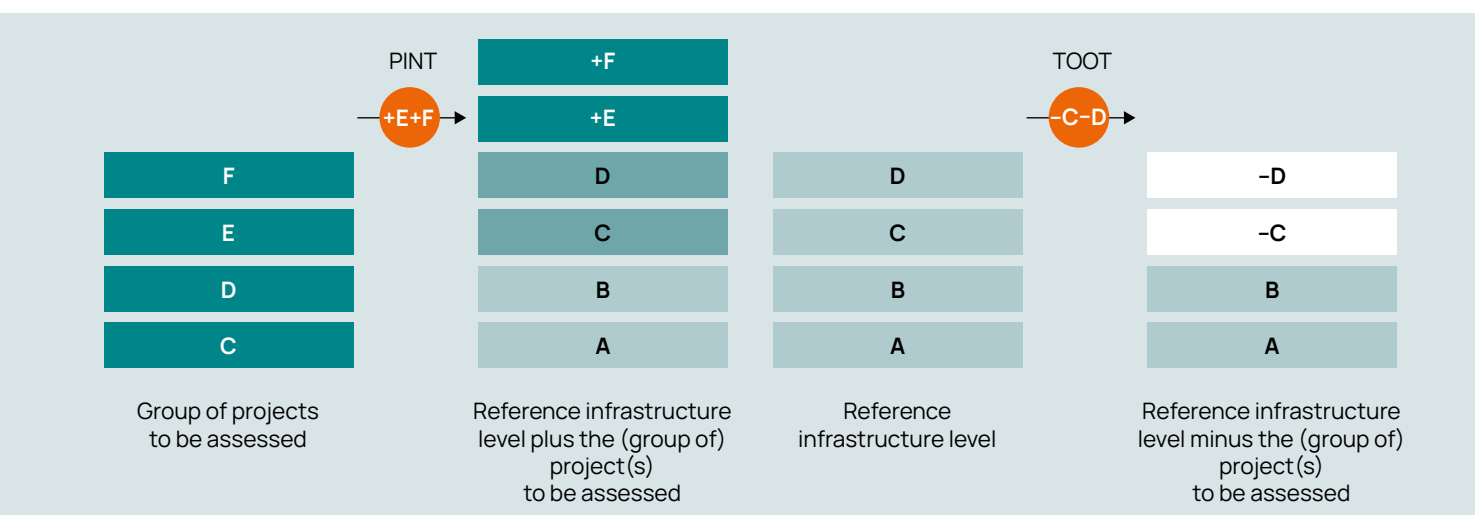 PINT
+E+F
TOOT
−C−D
F
E
D
C
+F
+E
D
C
B
A
D
C
B
A
−D
−C
B
A
Group of projects
to be assessed
Reference infrastructure
level plus the (group of)
project(s)
to be assessed
Reference
infrastructure level
Reference infrastructure
level minus the (group of)
project(s)
to be assessed